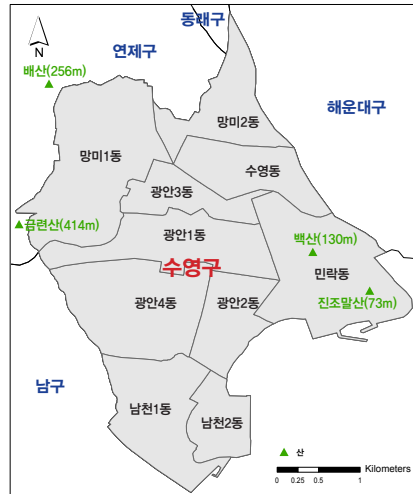 동래구
N
연제구
배산(256m)
해운대구
망미2동
망미1동
수영동
광안3동
금련산(414m)
광안1동
백산(130m)
수영구
민락동
광안4동
광안2동
진조말산(73m)
남구
남천1동
남천2동
산
Kilometers
0 0.25 0.5 1